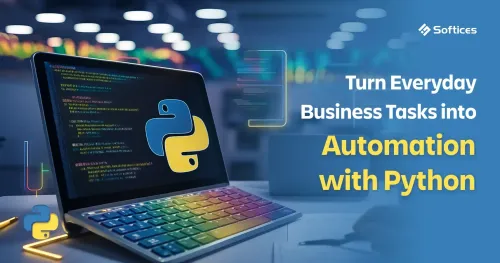 Softices
Turn Everyday
Business Tasks into
Automation
with Python